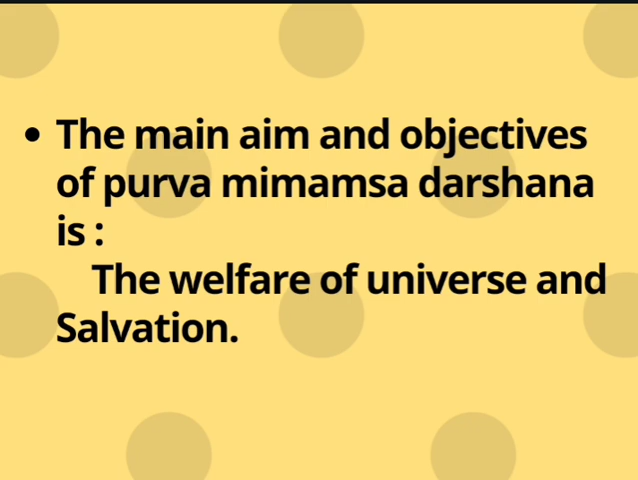 • The main aim and objectives
of purva mimamsa darshana
is :
The welfare of universe and
Salvation.